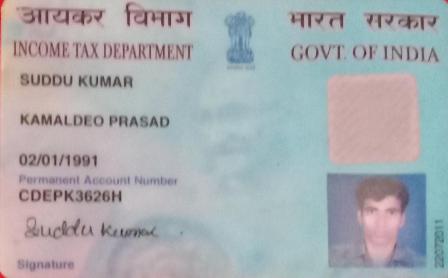 आयकर विभाग
भारत सरकार
INCOME TAX DEPARTMENT
GOVT. OF INDIA
SUDDU KUMAR
KAMALDEO PRASAD
02/01/1991
Permanent Account Number
CDEPK3626H
Suddu Kumar
Signature
22072011